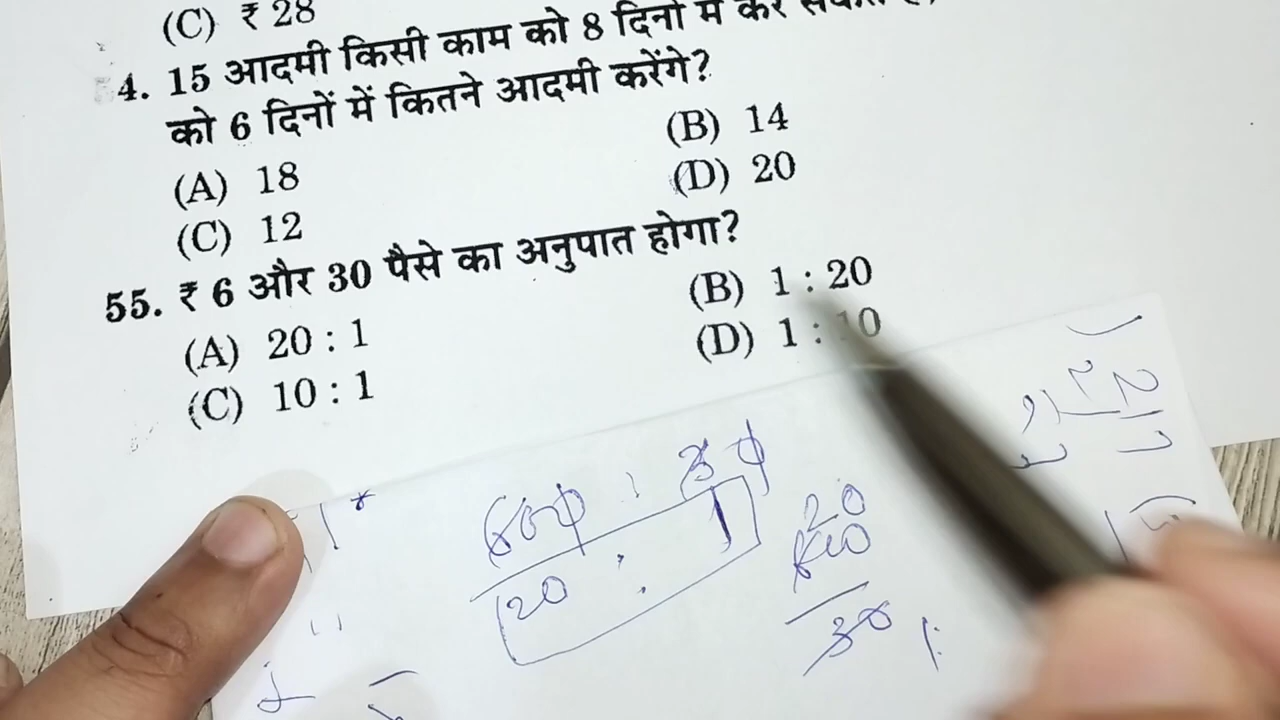 (C) ₹ 28
4. 15 आदमी किसी काम को 8 दिनों में कर
को 6 दिनों में कितने आदमी करेंगे?
(A) 18 (B) 14
(C) 12 (D) 20
55. ₹ 6 और 30 पैसे का अनुपात होगा?
(A) 20 : 1 (B) 1 : 20
(C) 10 : 1 (D) 1 : 10
600 : 30
20 : 1
20
600
30